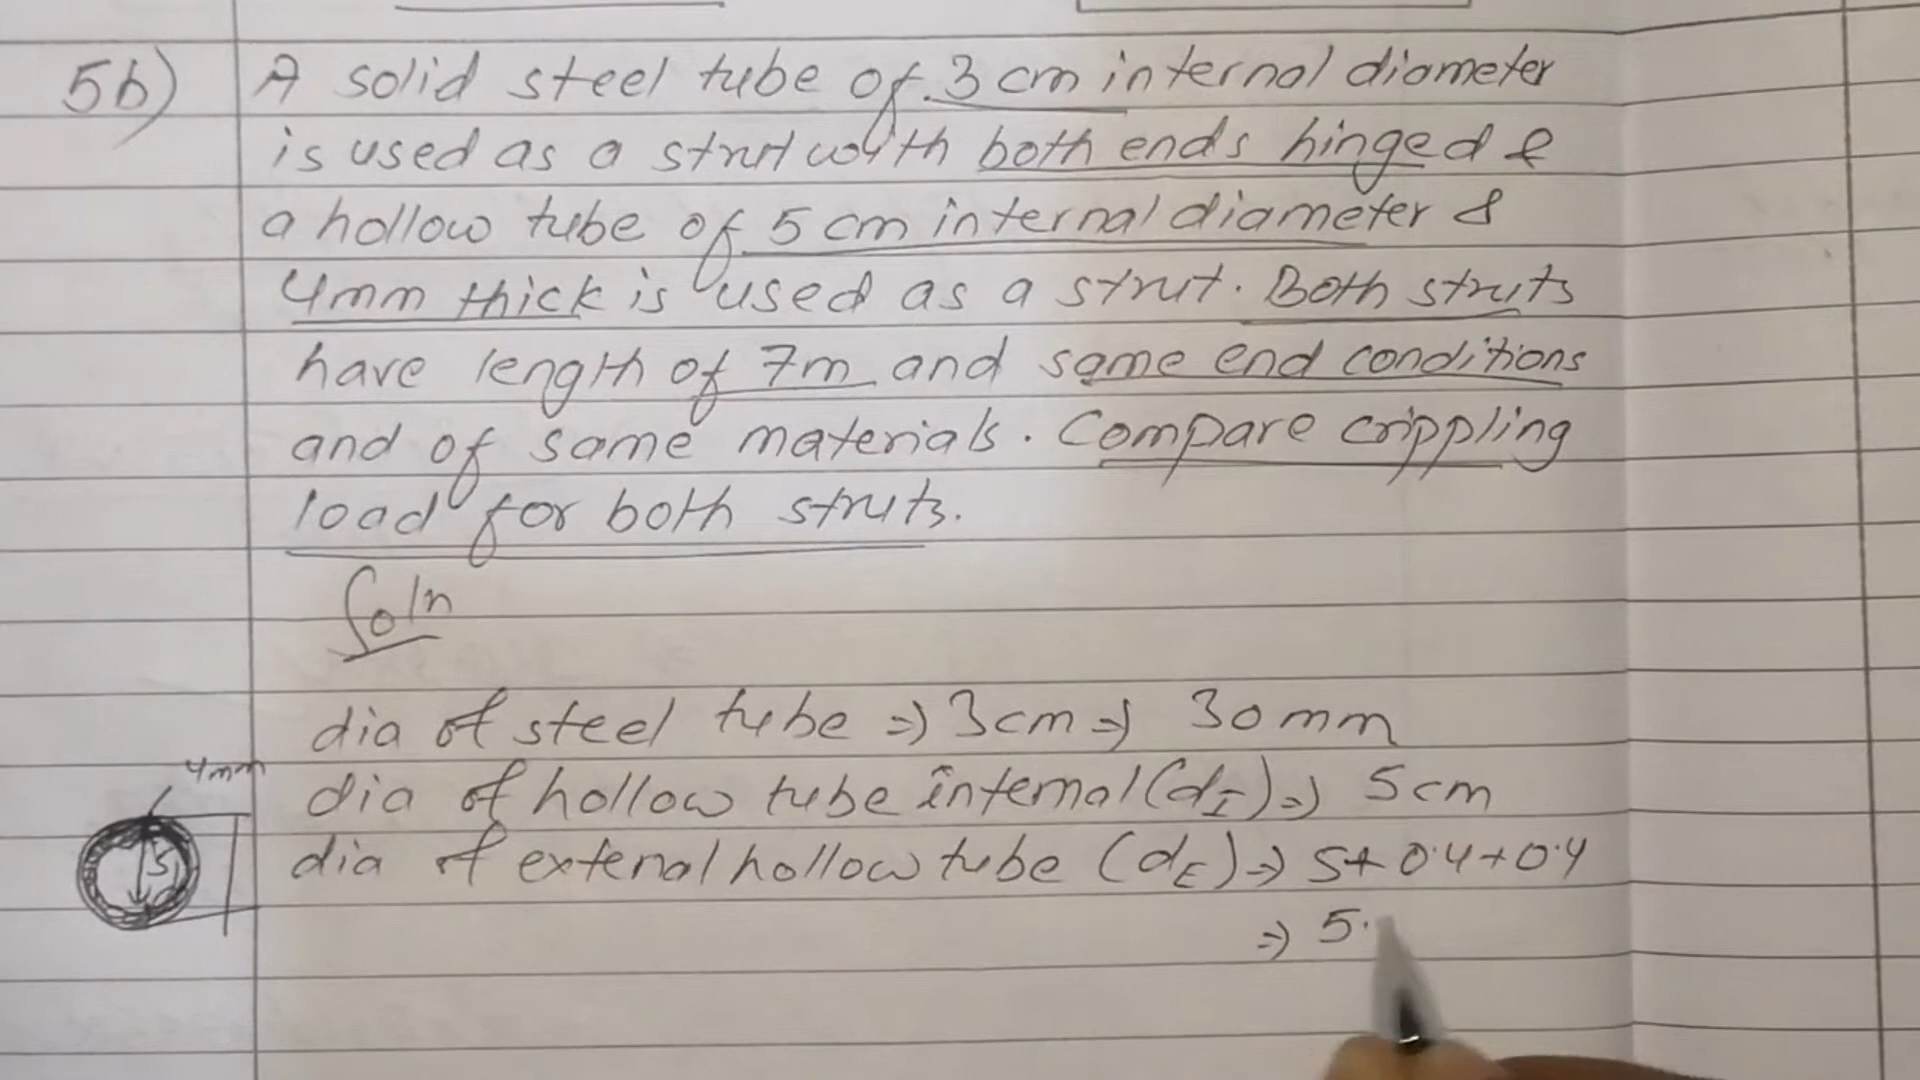 5b) A solid steel tube of 3 cm internal diameter
is used as a strut with both ends hinged &
a hollow tube of 5 cm internal diameter &
4mm thick is used as a strut. Both struts
have length of 7m and same end conditions
and of same materials. Compare crippling
load for both struts.
Soln
dia of steel tube => 3cm => 30mm
4mm
dia of hollow tube internal (dI) => 5cm
5
dia of external hollow tube (dE) => 5+0.4+0.4
=> 5.